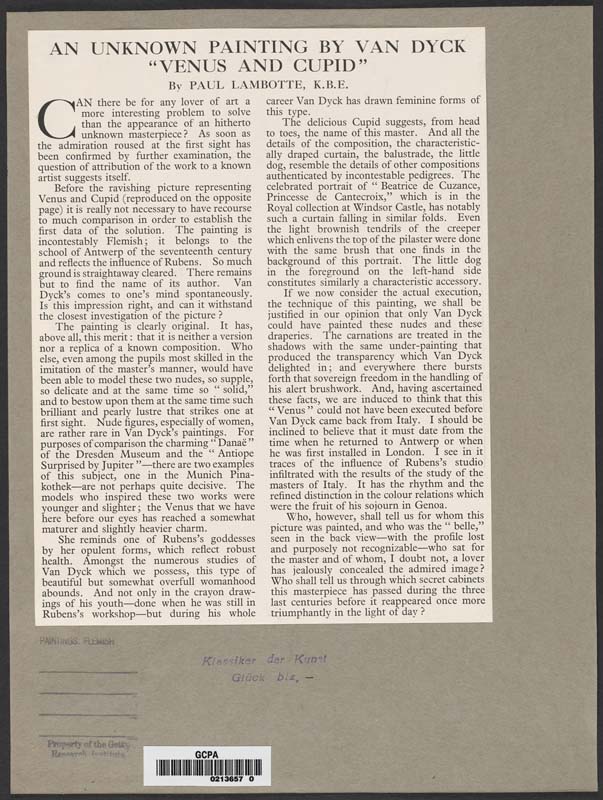 AN UNKNOWN PAINTING BY VAN DYCK
"VENUS AND CUPID"
By PAUL LAMBOTTE, K.B.E.
CAN there be for any lover of art a
more interesting problem to solve
than the appearance of an hitherto
unknown masterpiece? As soon as
the admiration roused at the first sight has
been confirmed by further examination, the
question of attribution of the work to a known
artist suggests itself.
Before the ravishing picture representing
Venus and Cupid (reproduced on the opposite
page) it is really not necessary to have recourse
to much comparison in order to establish the
first data of the solution. The painting is
incontestably Flemish; it belongs to the
school of Antwerp of the seventeenth century
and reflects the influence of Rubens. So much
ground is straightaway cleared. There remains
but to find the name of its author. Van
Dyck's comes to one's mind spontaneously.
Is this impression right, and can it withstand
the closest investigation of the picture?
The painting is clearly original. It has,
above all, this merit: that it is neither a version
nor a replica of a known composition. Who
else, even among the pupils most skilled in the
imitation of the master's manner, would have
been able to model these two nudes, so supple,
so delicate and at the same time so "solid,"
and to bestow upon them at the same time such
brilliant and pearly lustre that strikes one at
first sight. Nude figures, especially of women,
are rather rare in Van Dyck's paintings. For
purposes of comparison the charming "Danaë"
of the Dresden Museum and the "Antiope
Surprised by Jupiter"—there are two examples
of this subject, one in the Munich Pina-
kothek—are not perhaps quite decisive. The
models who inspired these two works were
younger and slighter; the Venus that we have
here before our eyes has reached a somewhat
maturer and slightly heavier charm.
She reminds one of Rubens's goddesses
by her opulent forms, which reflect robust
health. Amongst the numerous studies of
Van Dyck which we possess, this type of
beautiful but somewhat overfull womanhood
abounds. And not only in the crayon draw-
ings of his youth—done when he was still in
Rubens's workshop—but during his whole
career Van Dyck has drawn feminine forms of
this type.
The delicious Cupid suggests, from head
to toes, the name of this master. And all the
details of the composition, the characteristic-
ally draped curtain, the balustrade, the little
dog, resemble the details of other compositions
authenticated by incontestable pedigrees. The
celebrated portrait of "Beatrice de Cuzance,
Princesse de Cantecroix," which is in the
Royal collection at Windsor Castle, has notably
such a curtain falling in similar folds. Even
the light brownish tendrils of the creeper
which enlivens the top of the pilaster were done
with the same brush that one finds in the
background of this portrait. The little dog
in the foreground on the left-hand side
constitutes similarly a characteristic accessory.
If we now consider the actual execution,
the technique of this painting, we shall be
justified in our opinion that only Van Dyck
could have painted these nudes and these
draperies. The carnations are treated in the
shadows with the same under-painting that
produced the transparency which Van Dyck
delighted in; and everywhere there bursts
forth that sovereign freedom in the handling of
his alert brushwork. And, having ascertained
these facts, we are induced to think that this
"Venus" could not have been executed before
Van Dyck came back from Italy. I should be
inclined to believe that it must date from the
time when he returned to Antwerp or when
he was first installed in London. I see in it
traces of the influence of Rubens's studio
infiltrated with the results of the study of the
masters of Italy. It has the rhythm and the
refined distinction in the colour relations which
were the fruit of his sojourn in Genoa.
Who, however, shall tell us for whom this
picture was painted, and who was the "belle,"
seen in the back view—with the profile lost
and purposely not recognizable—who sat for
the master and of whom, I doubt not, a lover
has jealously concealed the admired image?
Who shall tell us through which secret cabinets
this masterpiece has passed during the three
last centuries before it reappeared once more
triumphantly in the light of day?
PAINTINGS. FLEMISH
Klassiker der Kunst
Glück biz, —
Property of the Getty
Research Institute
GCPA
0213657 0